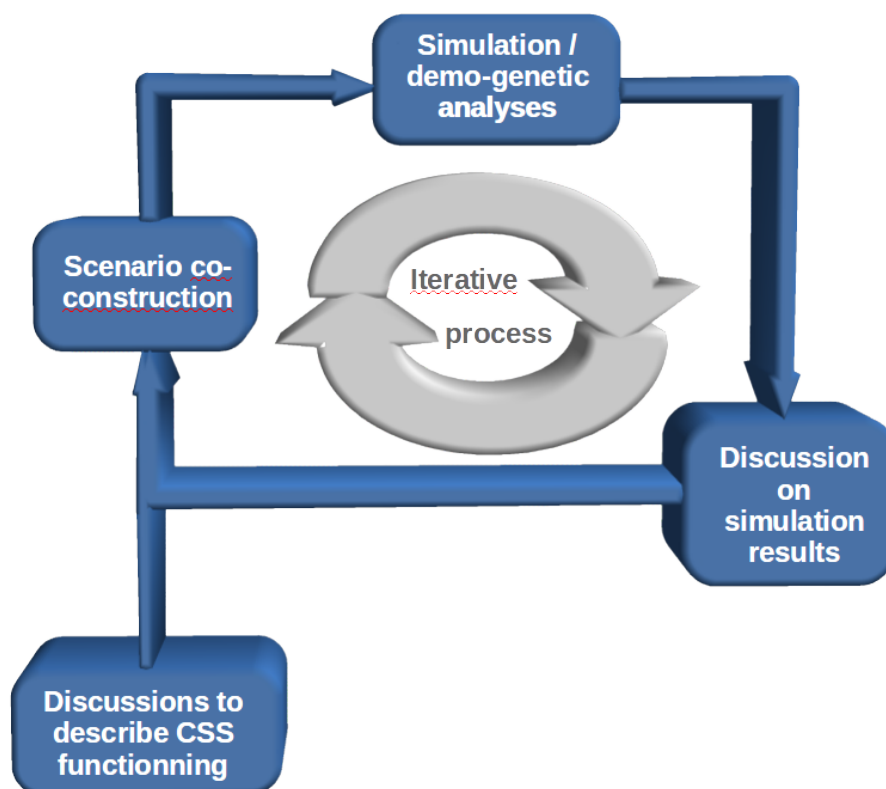 Simulation /
demo-genetic
analyses
Scenario co-
construction
Iterative
process
Discussion
on
simulation
results
Discussions to
describe CSS
functionning